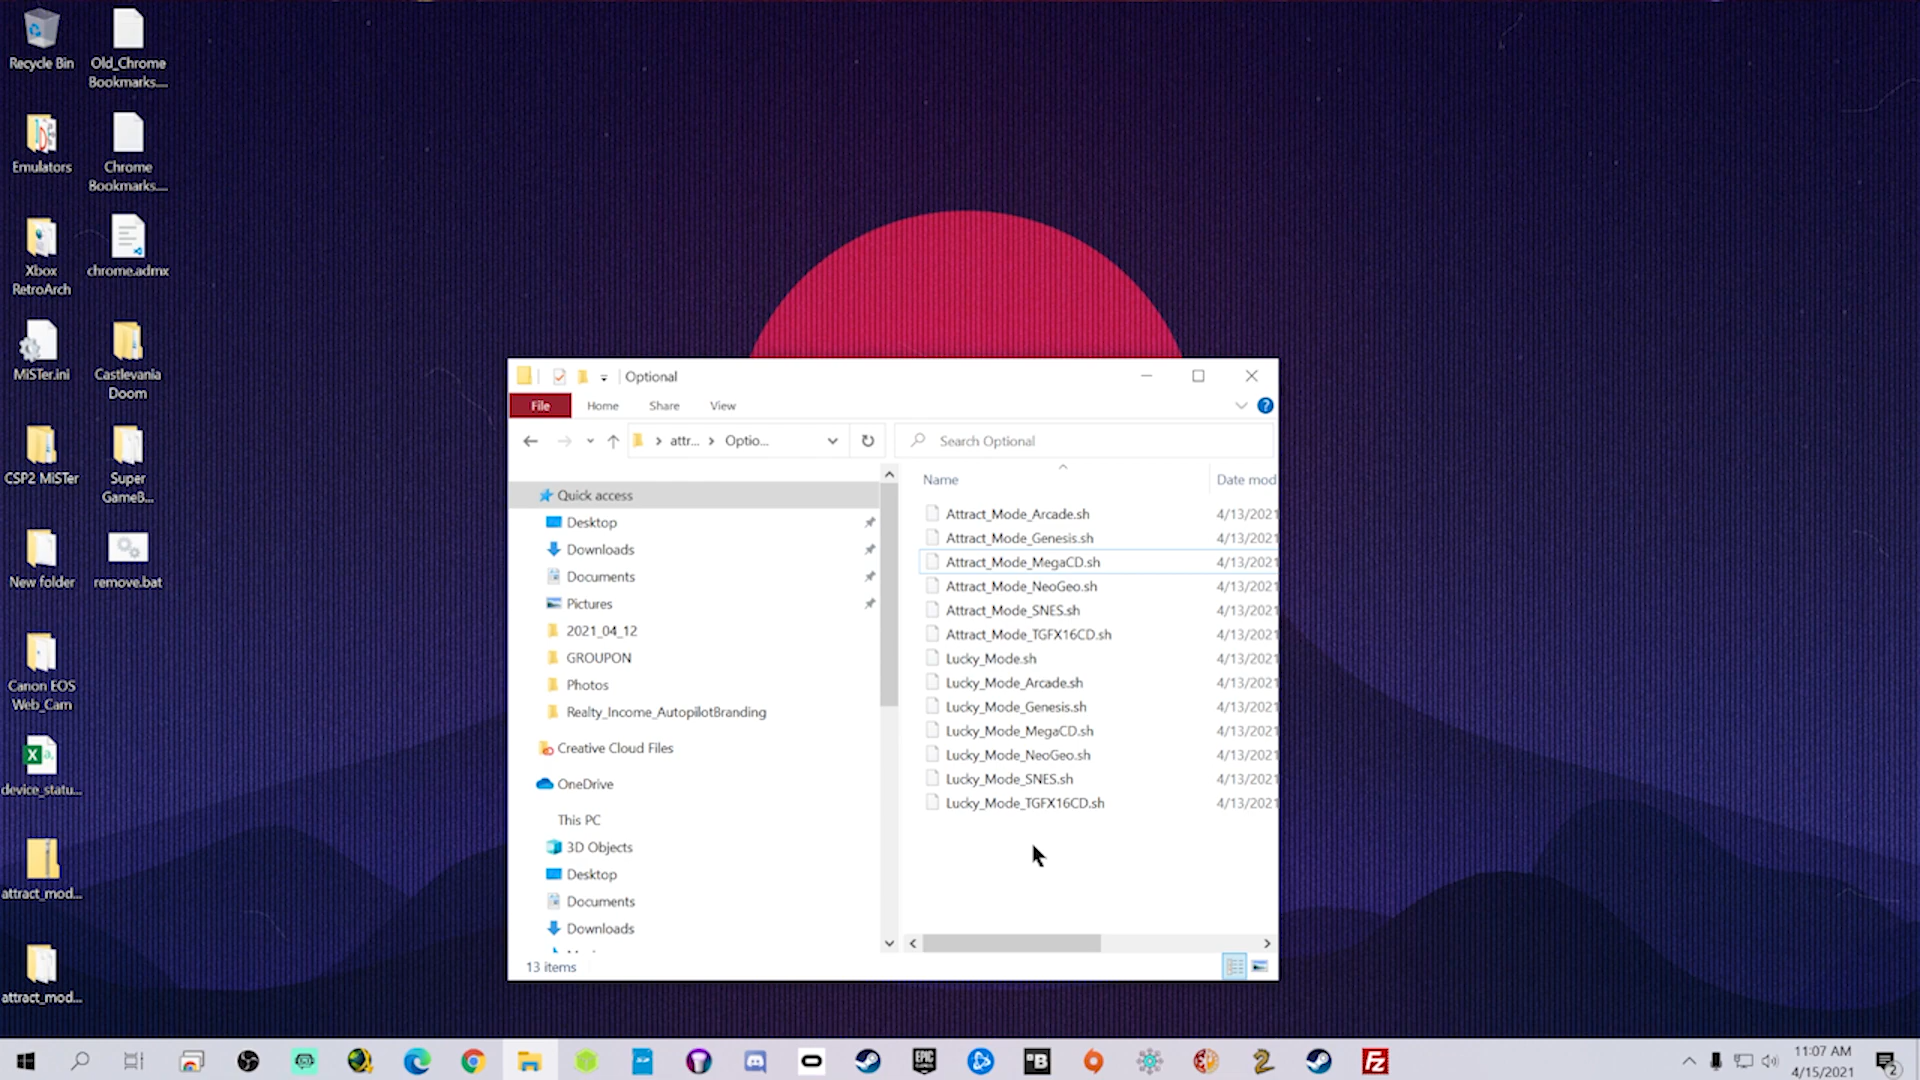 Recycle Bin
Old_Chrome
Bookmarks....
Emulators
Chrome
Bookmarks....
Xbox
RetroArch
chrome.admx
MiSTer.ini
Castlevania
Doom
CSP2 MiSTer
Super
GameB...
New folder
remove.bat
Canon EOS
Web_Cam
device_statu...
attract_mod...
attract_mod...
Optional
File
Home
Share
View
attr...
Optio...
Search Optional
Quick access
Desktop
Downloads
Documents
Pictures
2021_04_12
GROUPON
Photos
Realty_Income_AutopilotBranding
Creative Cloud Files
OneDrive
This PC
3D Objects
Desktop
Documents
Downloads
Name
Date mod
Attract_Mode_Arcade.sh 4/13/2021
Attract_Mode_Genesis.sh 4/13/2021
Attract_Mode_MegaCD.sh 4/13/2021
Attract_Mode_NeoGeo.sh 4/13/2021
Attract_Mode_SNES.sh 4/13/2021
Attract_Mode_TGFX16CD.sh 4/13/2021
Lucky_Mode.sh 4/13/2021
Lucky_Mode_Arcade.sh 4/13/2021
Lucky_Mode_Genesis.sh 4/13/2021
Lucky_Mode_MegaCD.sh 4/13/2021
Lucky_Mode_NeoGeo.sh 4/13/2021
Lucky_Mode_SNES.sh 4/13/2021
Lucky_Mode_TGFX16CD.sh 4/13/2021
13 items
EPIC
B
2
FZ
11:07 AM
4/15/2021
2